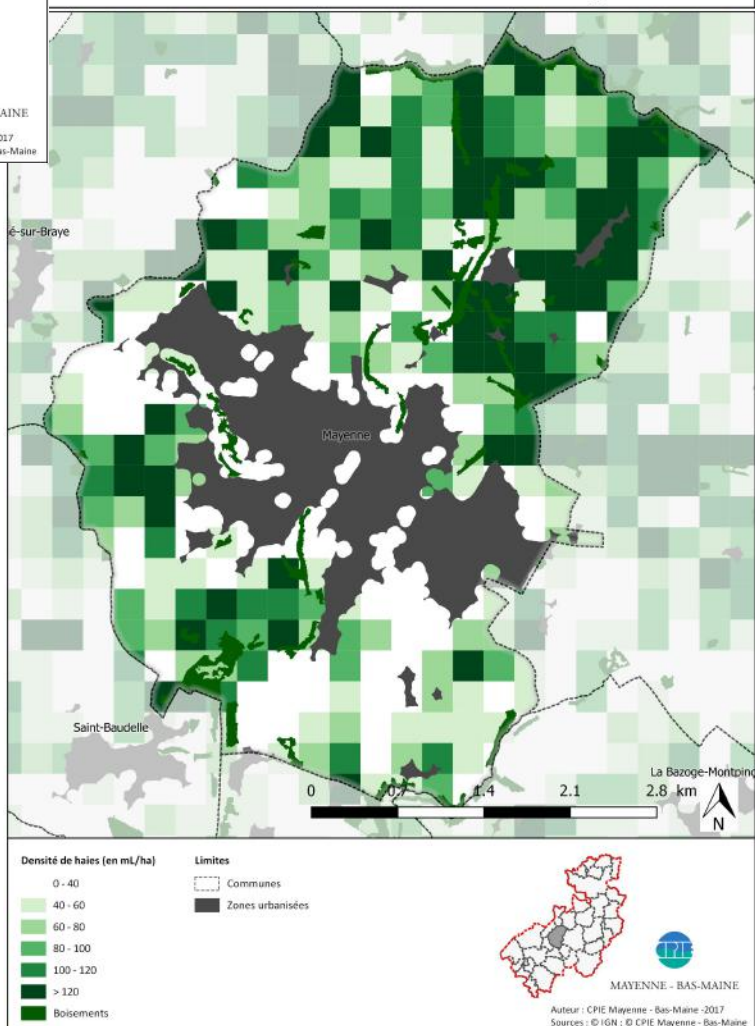 AINE
017
as-Maine
é-sur-Braye
Mayenne
Saint-Baudelle
La Bazoge-Montpinç
0 0.7 1.4 2.1 2.8 km
N
Densité de haies (en mL/ha)
0 - 40
40 - 60
60 - 80
80 - 100
100 - 120
> 120
Boisements
Limites
Communes
Zones urbanisées
CPIE
MAYENNE - BAS-MAINE
Auteur : CPIE Mayenne - Bas-Maine -2017
Sources : © IGN ; © CPIE Mayenne - Bas-Maine